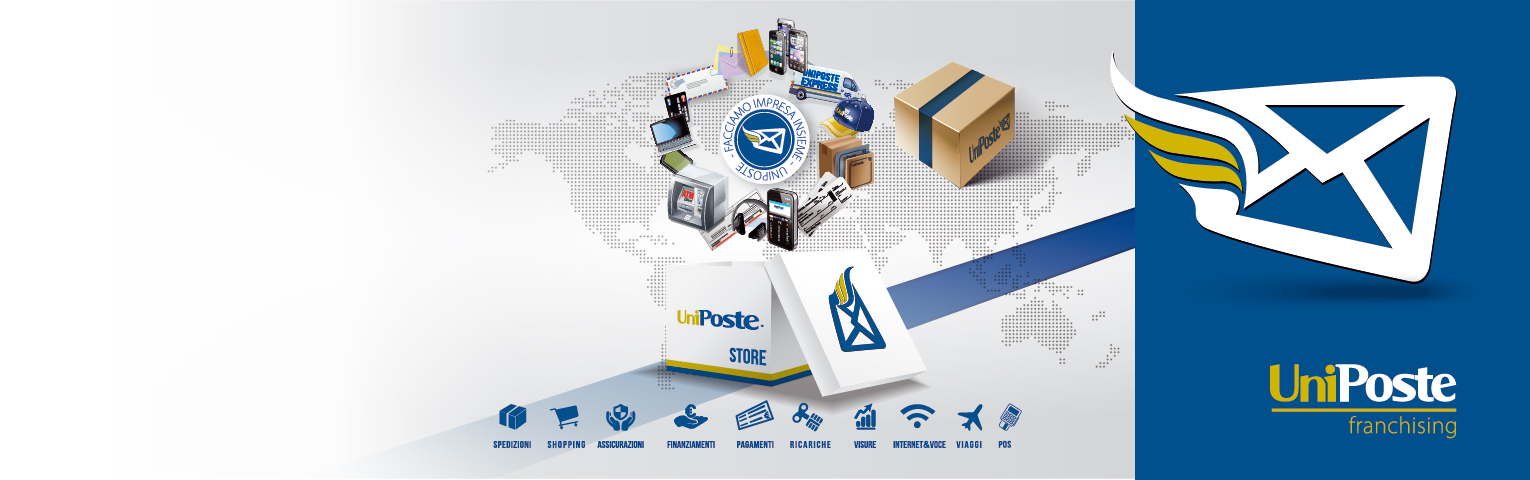 UNIPOSTE
EXPRESS
- FACCIAMO IMPRESA INSIEME -
UNIPOSTE
UniPoste
ATM
UniPoste
STORE
SPEDIZIONI
SHOPPING
ASSICURAZIONI
FINANZIAMENTI
PAGAMENTI
RICARICHE
VISURE
INTERNET&VOCE
VIAGGI
POS
UniPoste
franchising